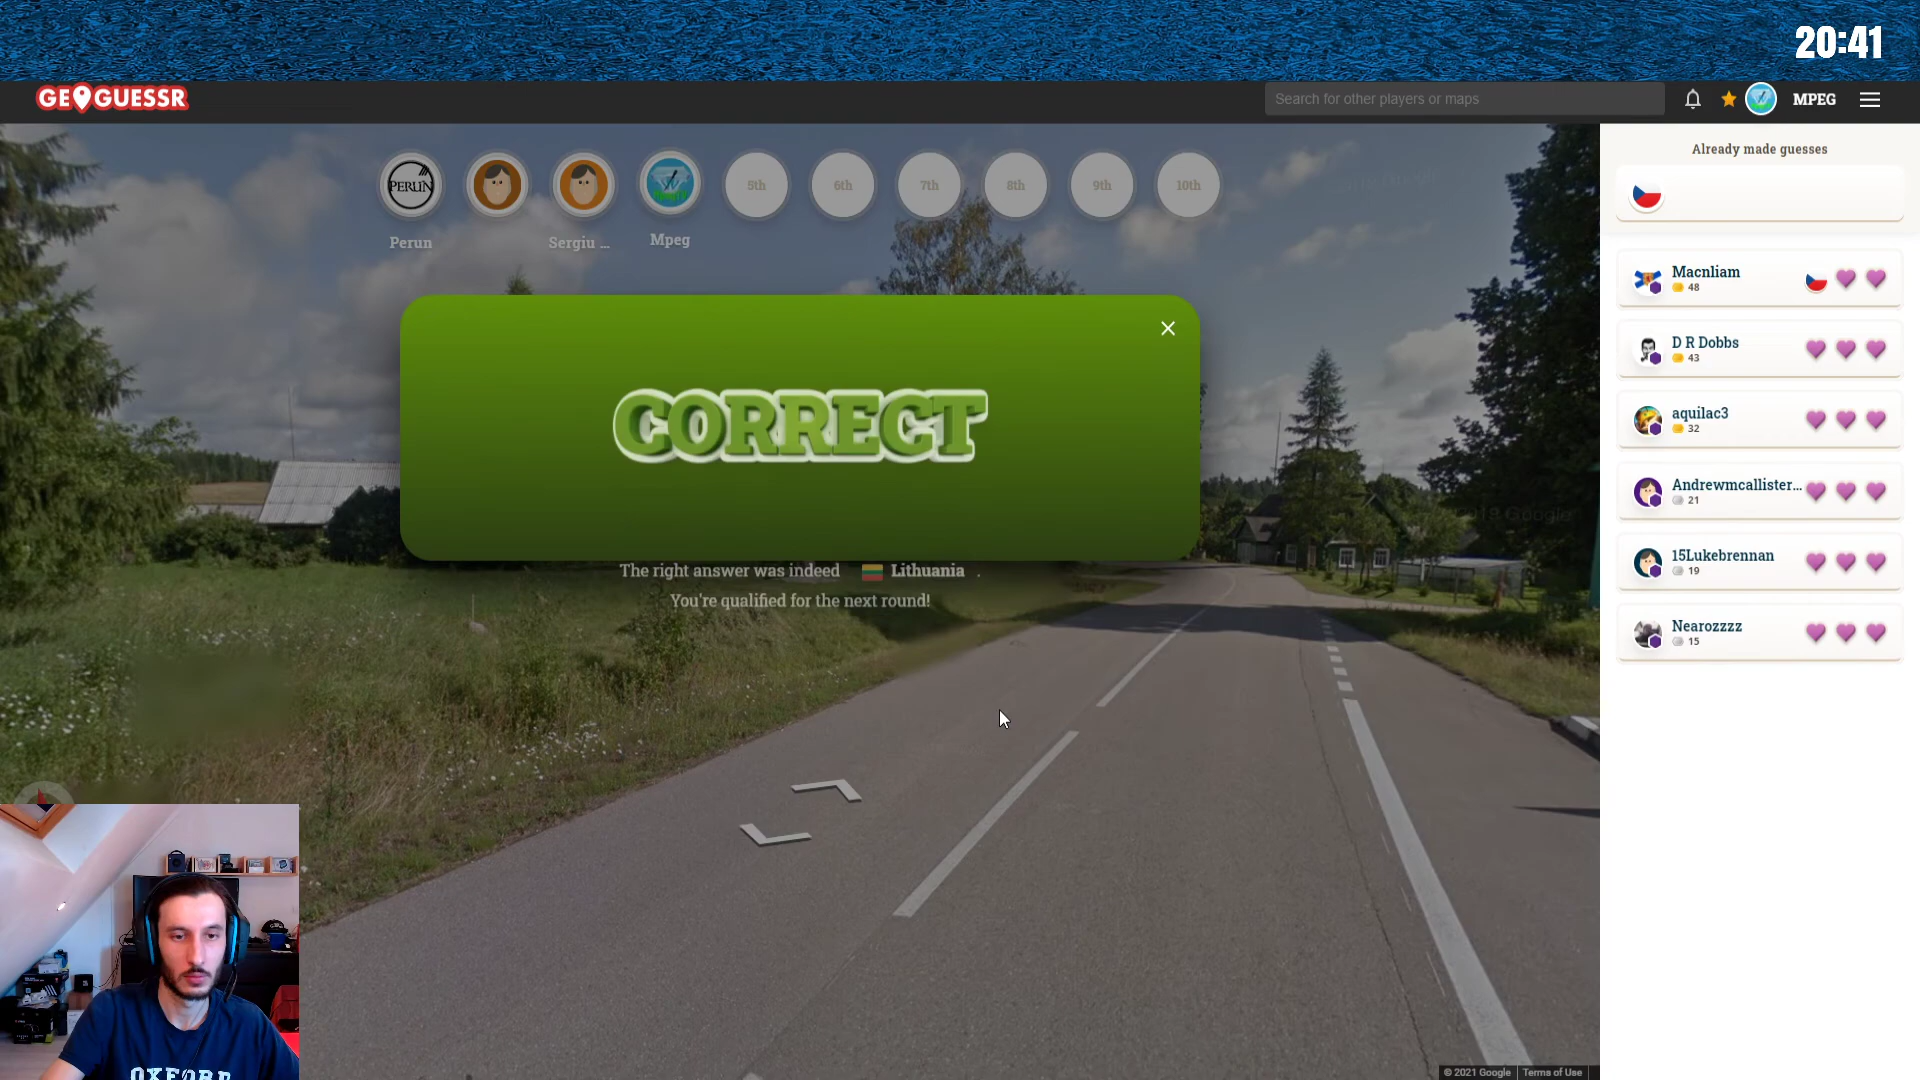 20:41
GEOGUESSR
Search for other players or maps
MPEG
PERUN
5th
6th
7th
8th
9th
10th
Perun
Sergiu ...
Mpeg
CORRECT
The right answer was indeed Lithuania .
You're qualified for the next round!
Already made guesses
Macnliam
48
D R Dobbs
43
aquilac3
32
Andrewmcallister...
21
15Lukebrennan
19
Nearozzzz
15
OXFORD
© 2021 Google
Terms of Use